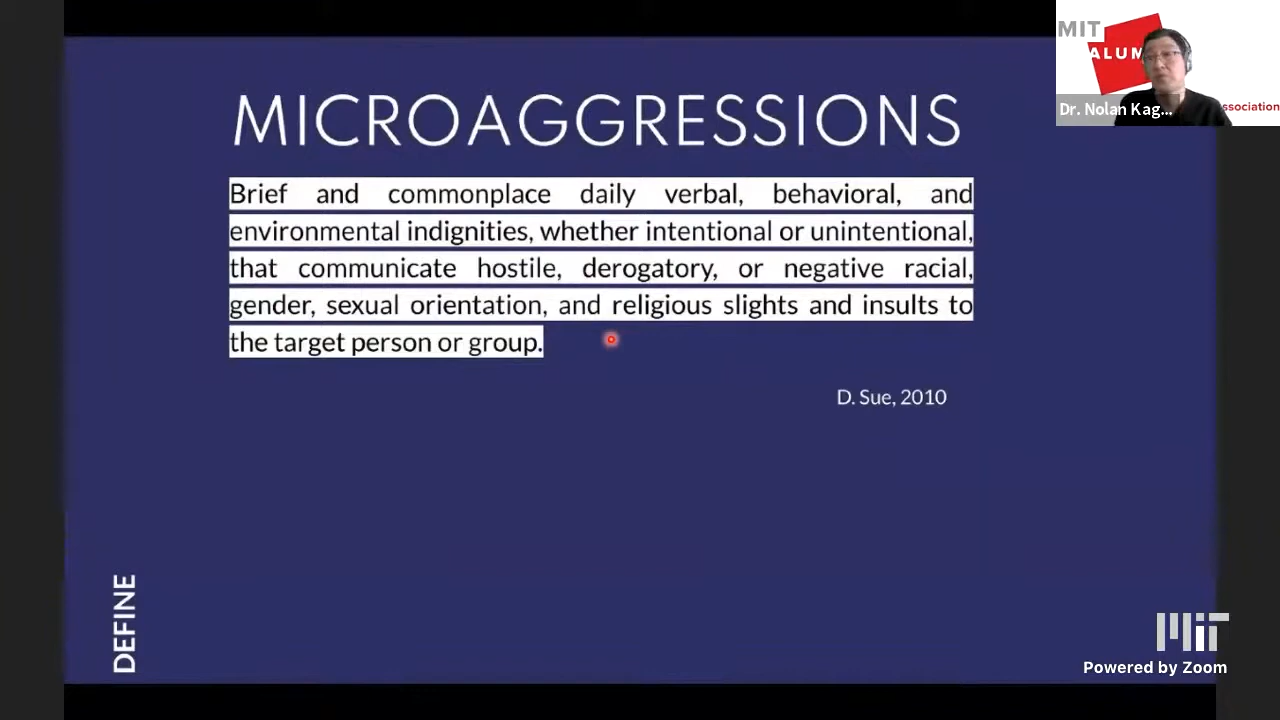 MICROAGGRESSIONS
Brief and commonplace daily verbal, behavioral, and
environmental indignities, whether intentional or unintentional,
that communicate hostile, derogatory, or negative racial,
gender, sexual orientation, and religious slights and insults to
the target person or group.
D. Sue, 2010
DEFINE
MIT
ALUM
ssociation
Dr. Nolan Kag...
MIT
Powered by Zoom